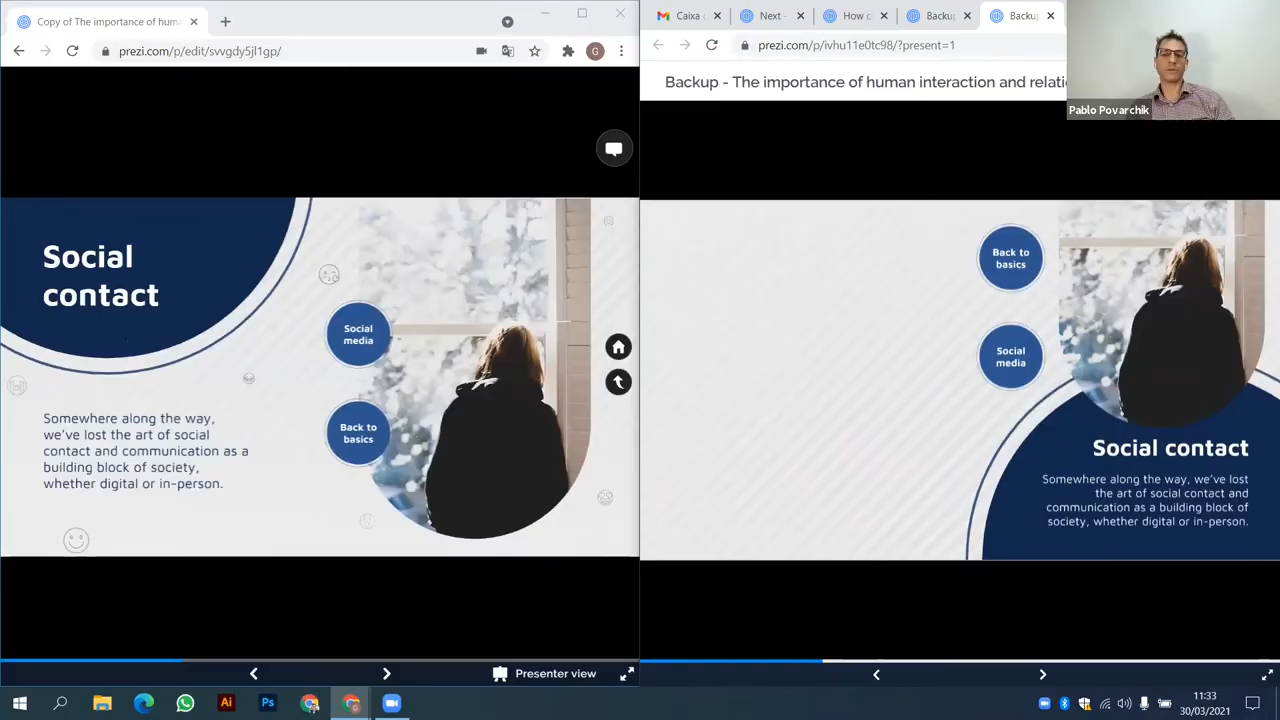 Copy of The importance of huma
prezi.com/p/edit/svvgdy5jl1gp/
G
Social
contact
Social
media
Back to
basics
Somewhere along the way,
we've lost the art of social
contact and communication as a
building block of society,
whether digital or in-person.
Presenter view
Caixa
Next -
How c
Backup
Backup
prezi.com/p/ivhu11e0tc98/?present=1
Backup - The importance of human interaction and relati
Pablo Povarchik
Back to
basics
Social
media
Social contact
Somewhere along the way, we've lost
the art of social contact and
communication as a building block of
society, whether digital or in-person.
Ai
Ps
11:33
30/03/2021